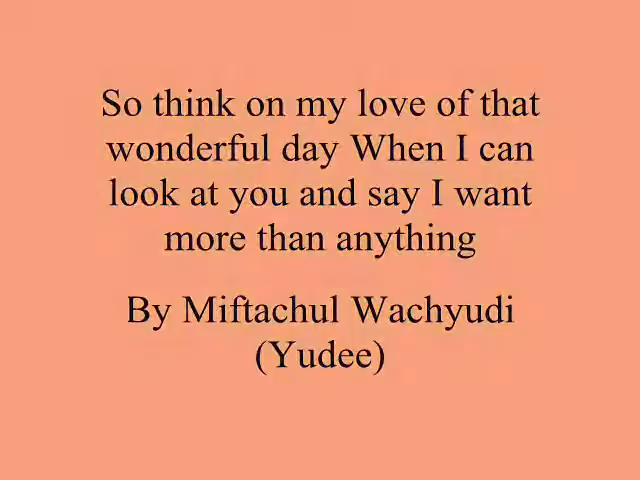 So think on my love of that
wonderful day When I can
look at you and say I want
more than anything
By Miftachul Wachyudi
(Yudee)